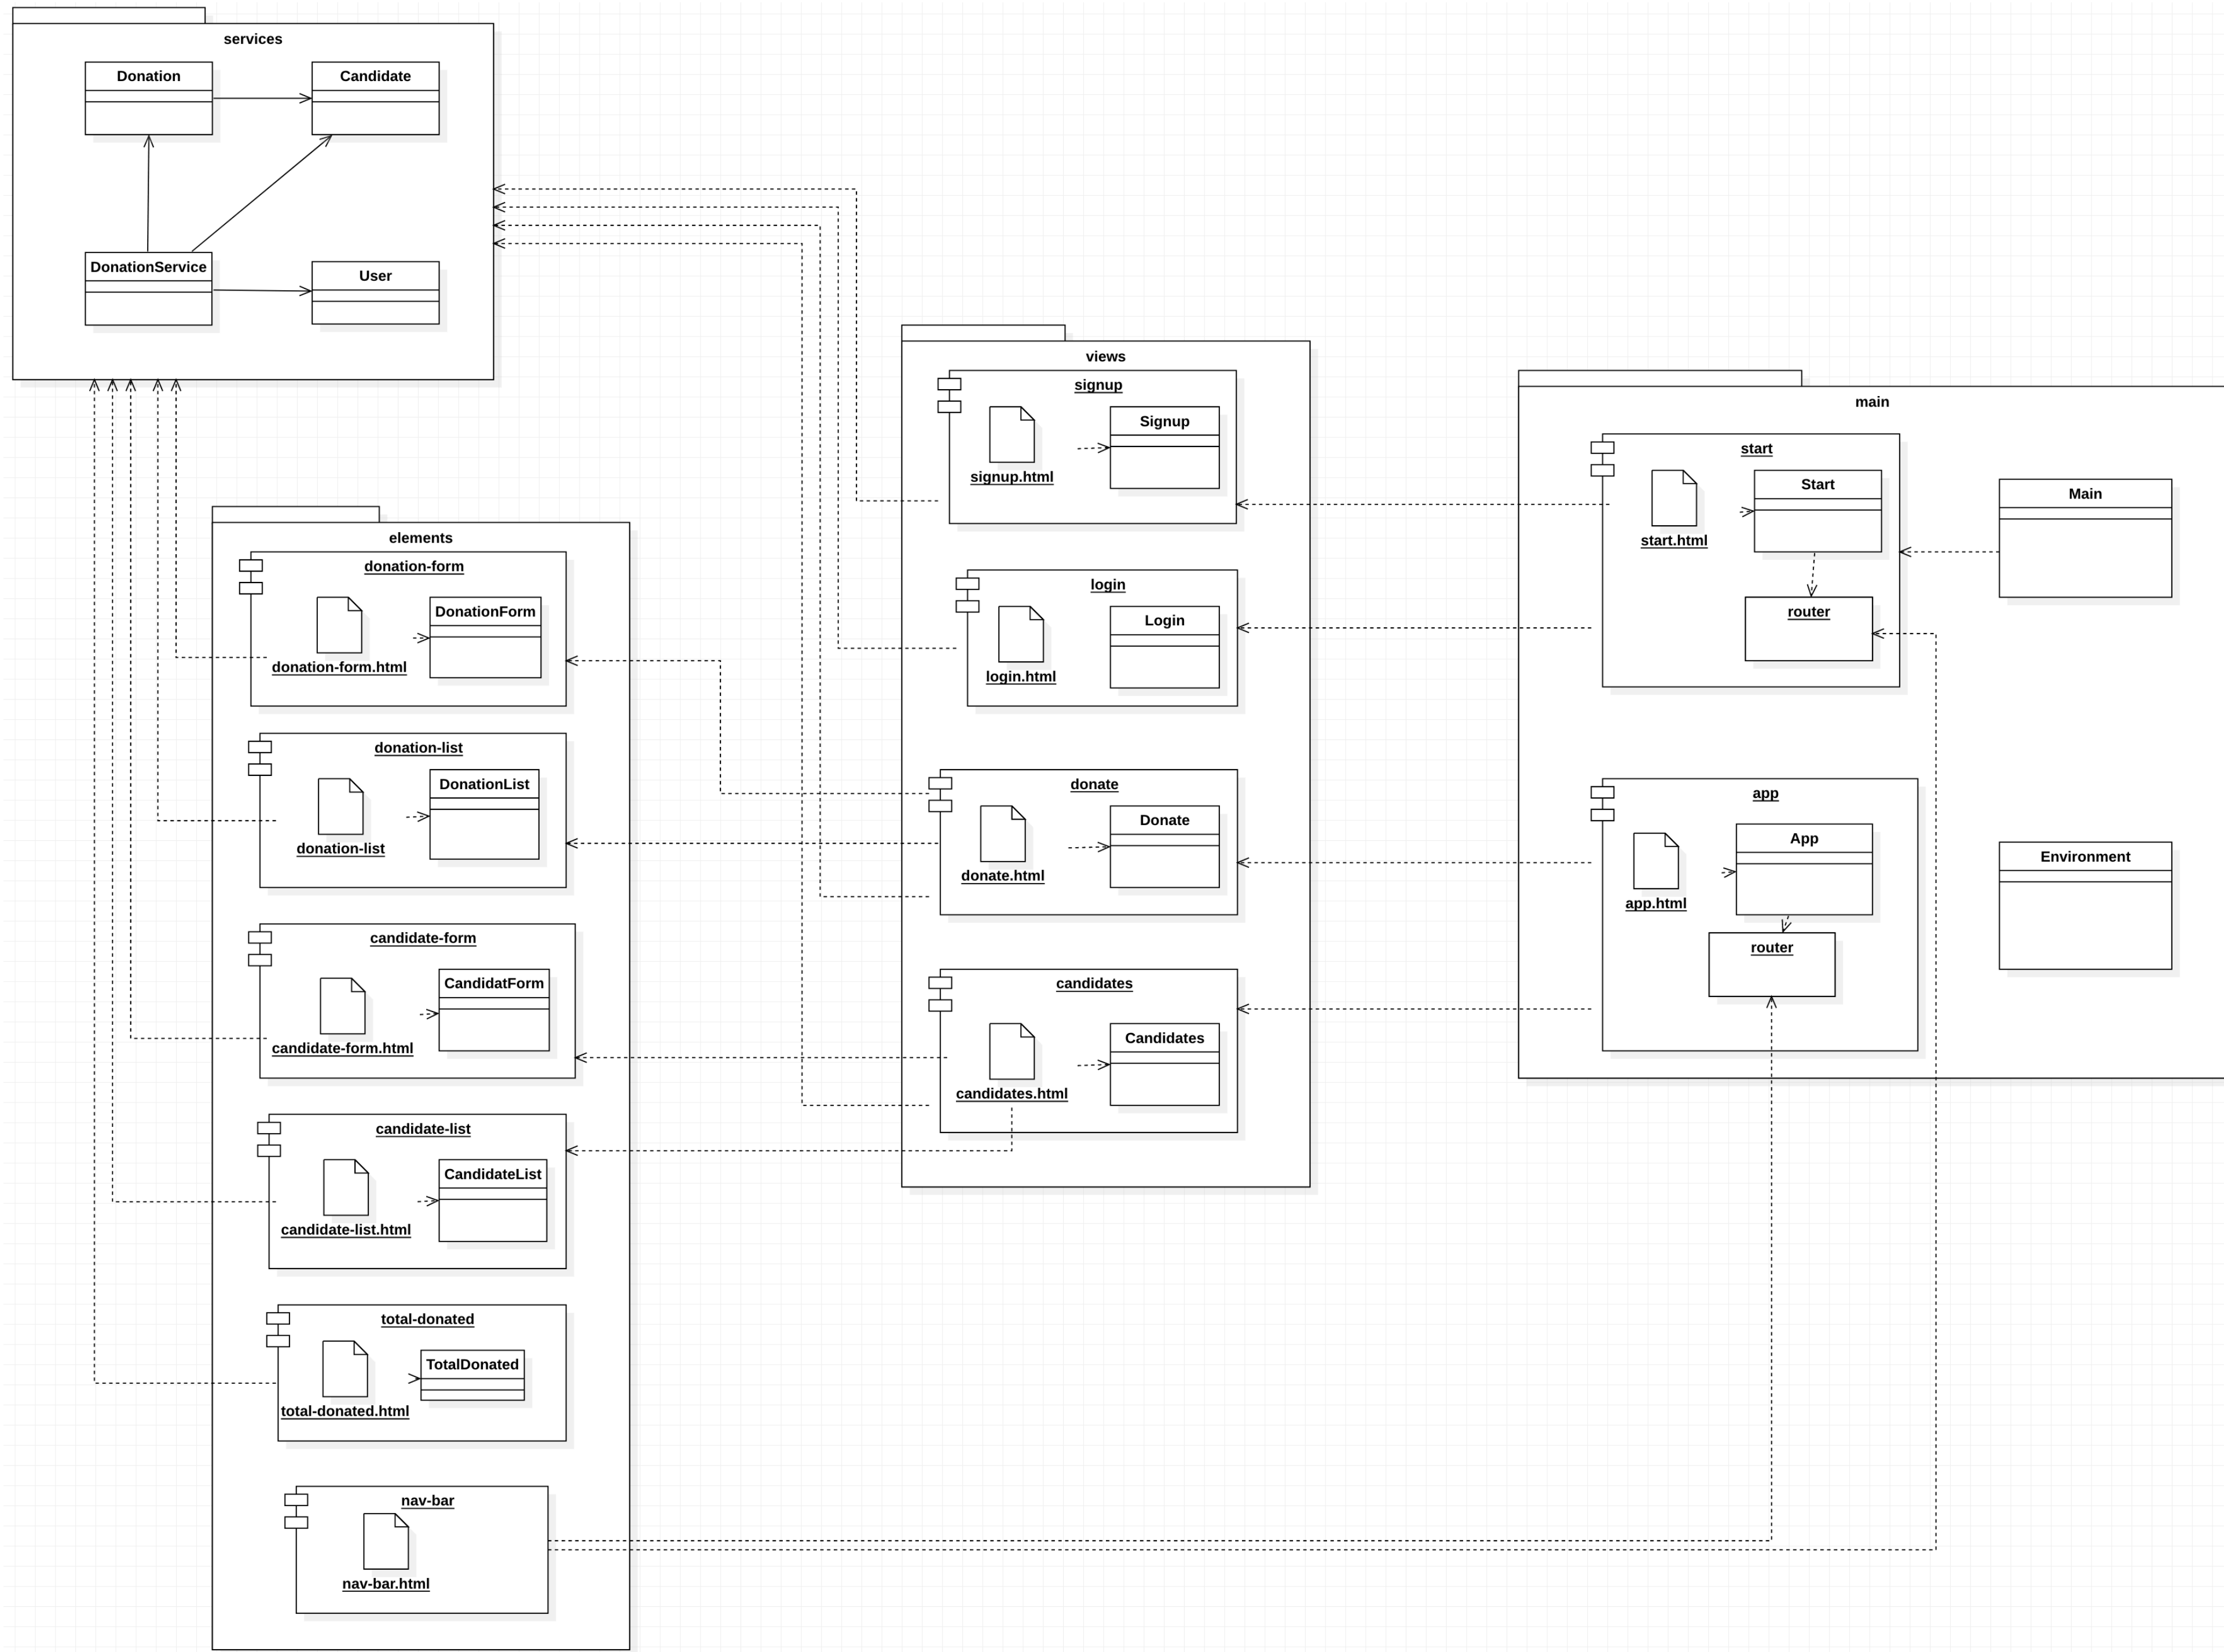 services
Donation
Candidate
DonationService
User
elements
donation-form
DonationForm
donation-form.html
donation-list
DonationList
donation-list
candidate-form
CandidatForm
candidate-form.html
candidate-list
CandidateList
candidate-list.html
total-donated
TotalDonated
total-donated.html
nav-bar
nav-bar.html
views
signup
Signup
signup.html
login
Login
login.html
donate
Donate
donate.html
candidates
Candidates
candidates.html
main
start
Start
start.html
router
Main
app
App
app.html
router
Environment